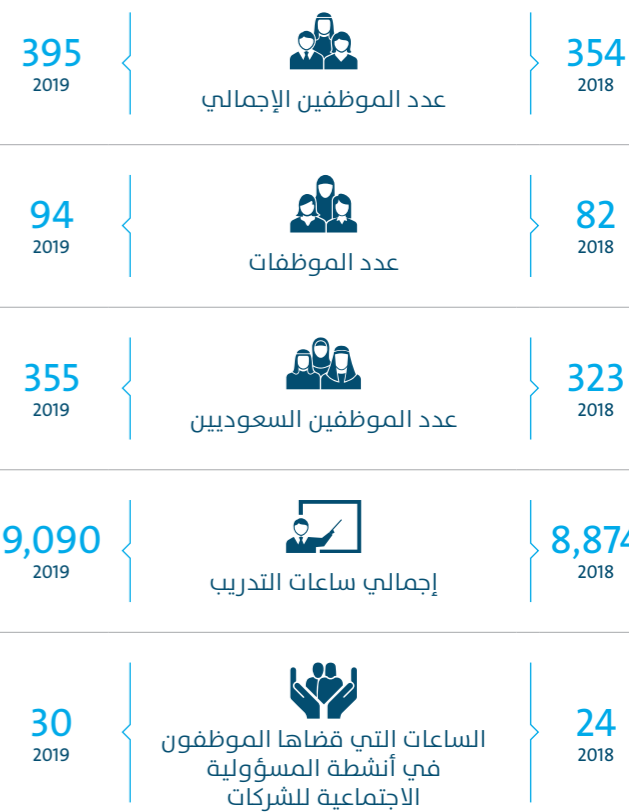 354
2018
عدد الموظفين الإجمالي
395
2019
82
2018
عدد الموظفات
94
2019
323
2018
عدد الموظفين السعوديين
355
2019
8,874
2018
إجمالي ساعات التدريب
9,090
2019
24
2018
الساعات التي قضاها الموظفون
في أنشطة المسؤولية
الاجتماعية للشركات
30
2019